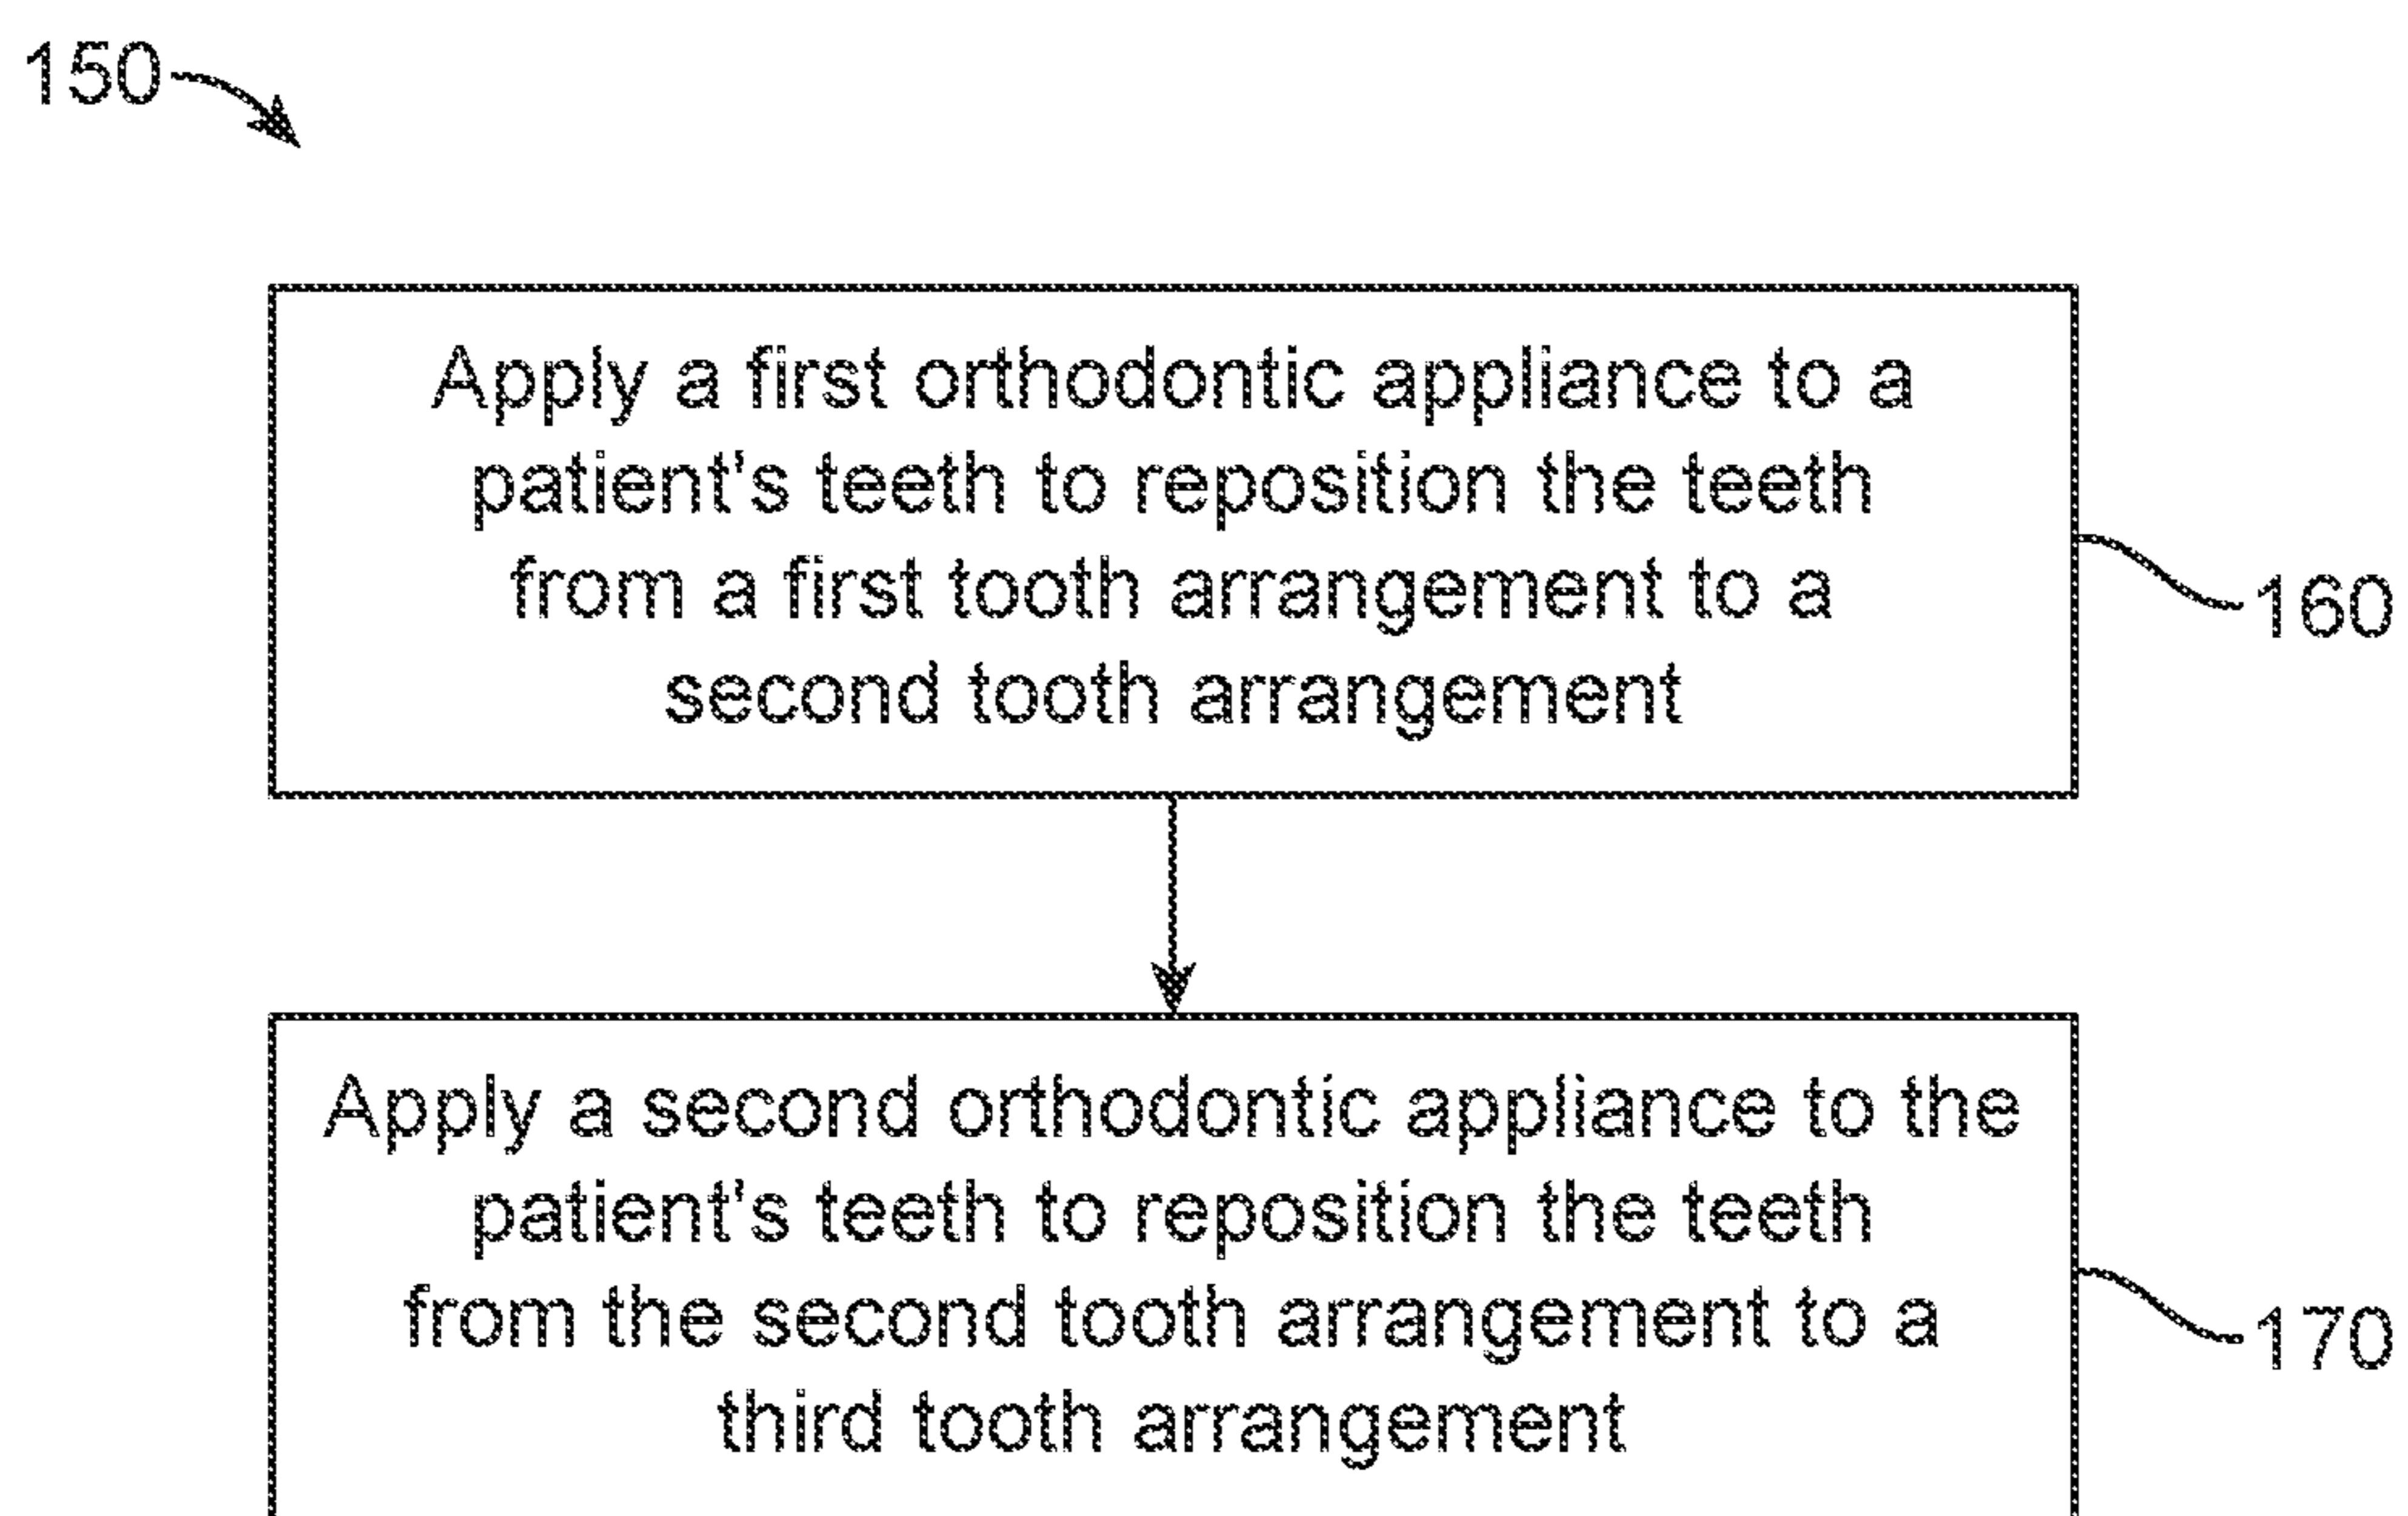 150
Apply a first orthodontic appliance to a
patient's teeth to reposition the teeth
from a first tooth arrangement to a
second tooth arrangement
160
Apply a second orthodontic appliance to the
patient's teeth to reposition the teeth
from the second tooth arrangement to a
third tooth arrangement
170